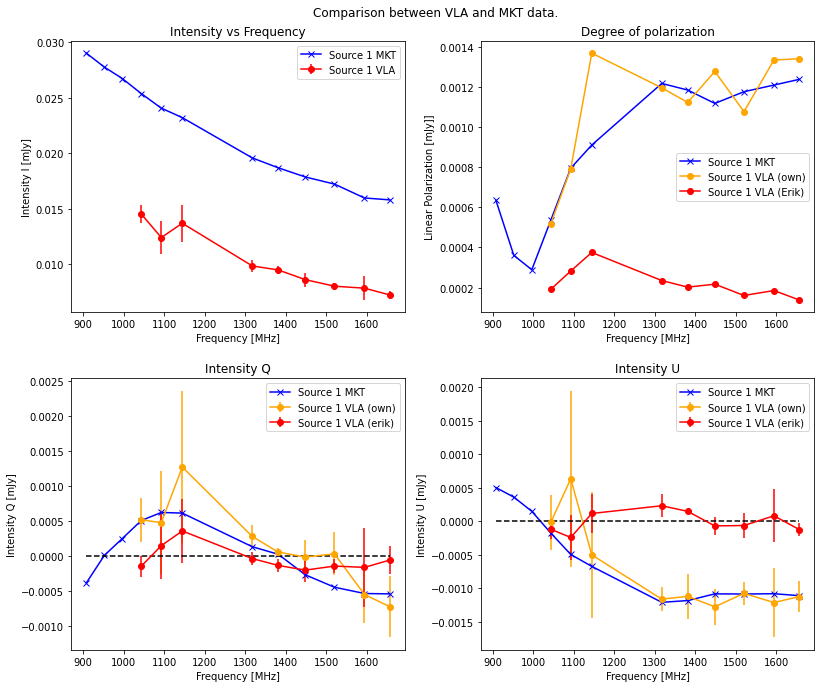 Comparison between VLA and MKT data.
Intensity vs Frequency
Intensity I [mJy]
0.030
0.025
0.020
0.015
0.010
Source 1 MKT
Source 1 VLA
900 1000 1100 1200 1300 1400 1500 1600
Frequency [MHz]
Degree of polarization
Linear Polarization [mJy]]
0.0014
0.0012
0.0010
0.0008
0.0006
0.0004
0.0002
Source 1 MKT
Source 1 VLA (own)
Source 1 VLA (Erik)
900 1000 1100 1200 1300 1400 1500 1600
Frequency [MHz]
Intensity Q
Intensity Q [mJy]
0.0025
0.0020
0.0015
0.0010
0.0005
0.0000
−0.0005
−0.0010
Source 1 MKT
Source 1 VLA (own)
Source 1 VLA (erik)
900 1000 1100 1200 1300 1400 1500 1600
Frequency [MHz]
Intensity U
Intensity U [mJy]
0.0020
0.0015
0.0010
0.0005
0.0000
−0.0005
−0.0010
−0.0015
Source 1 MKT
Source 1 VLA (own)
Source 1 VLA (erik)
900 1000 1100 1200 1300 1400 1500 1600
Frequency [MHz]